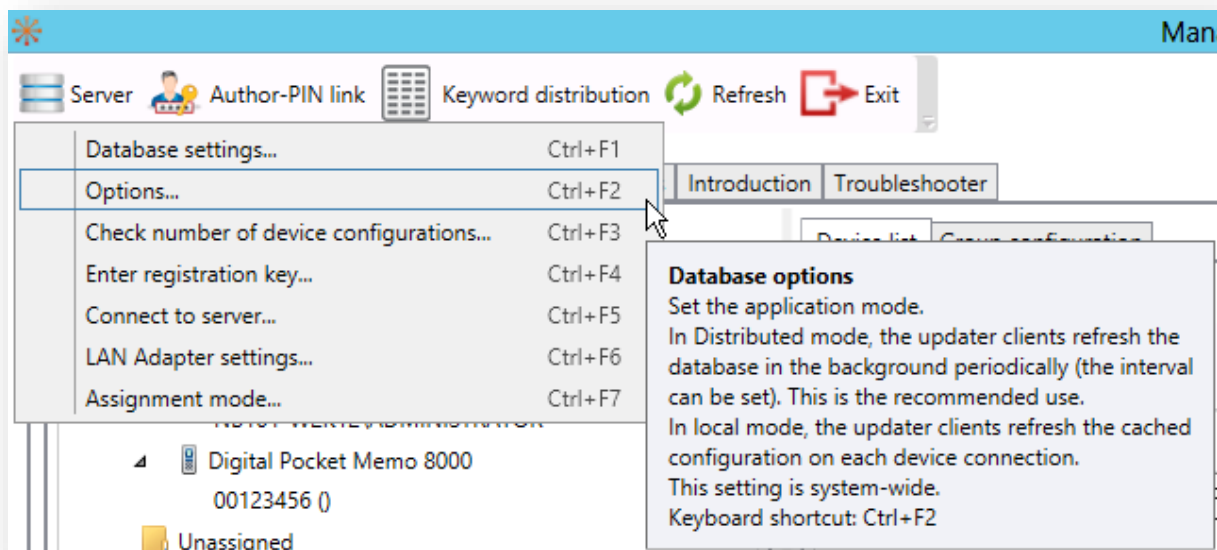 Mana
Server Author-PIN link Keyword distribution Refresh Exit
Database settings... Ctrl+F1
Options... Ctrl+F2
Introduction Troubleshooter
Check number of device configurations... Ctrl+F3
Device list Group configuration
Enter registration key... Ctrl+F4
Connect to server... Ctrl+F5
LAN Adapter settings... Ctrl+F6
Assignment mode... Ctrl+F7
Database options
Set the application mode.
In Distributed mode, the updater clients refresh the
database in the background periodically (the interval
can be set). This is the recommended use.
In local mode, the updater clients refresh the cached
configuration on each device connection.
This setting is system-wide.
Keyboard shortcut: Ctrl+F2
Digital Pocket Memo 8000
00123456 ()
Unassigned